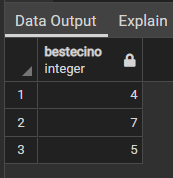 Data Output Explain
bestecino
integer
1 4
2 7
3 5